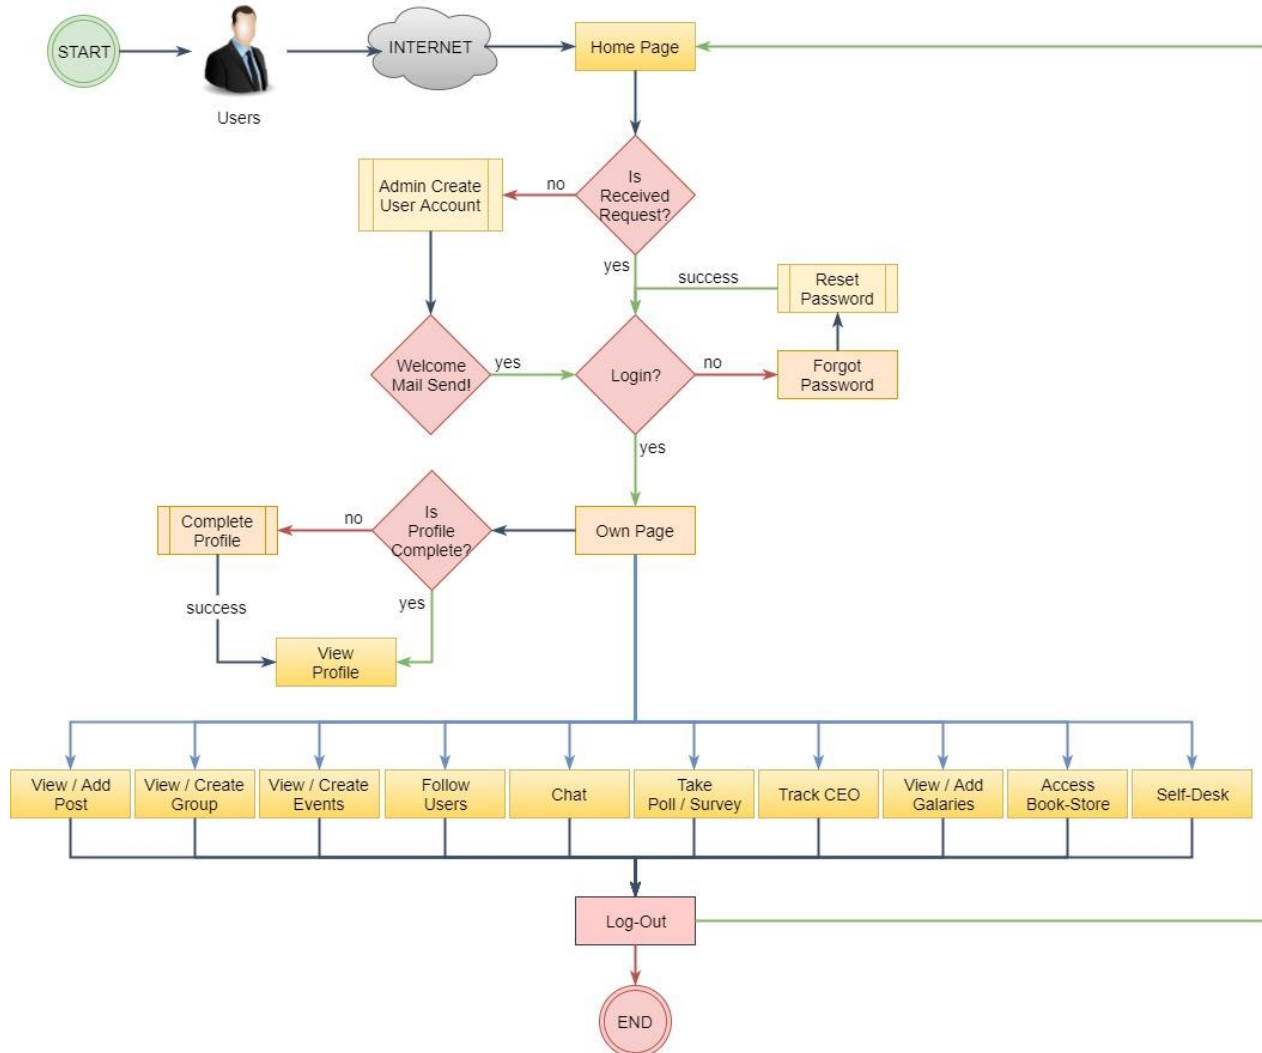 START
INTERNET
Home Page
Users
Is
Received
Request?
no
Admin Create
User Account
yes
success
Reset
Password
Welcome
Mail Send!
yes
Login?
no
Forgot
Password
yes
Complete
Profile
no
Is
Profile
Complete?
Own Page
success
yes
View
Profile
View / Add
Post
View / Create
Group
View / Create
Events
Follow
Users
Chat
Take
Poll / Survey
Track CEO
View / Add
Galaries
Access
Book-Store
Self-Desk
Log-Out
END